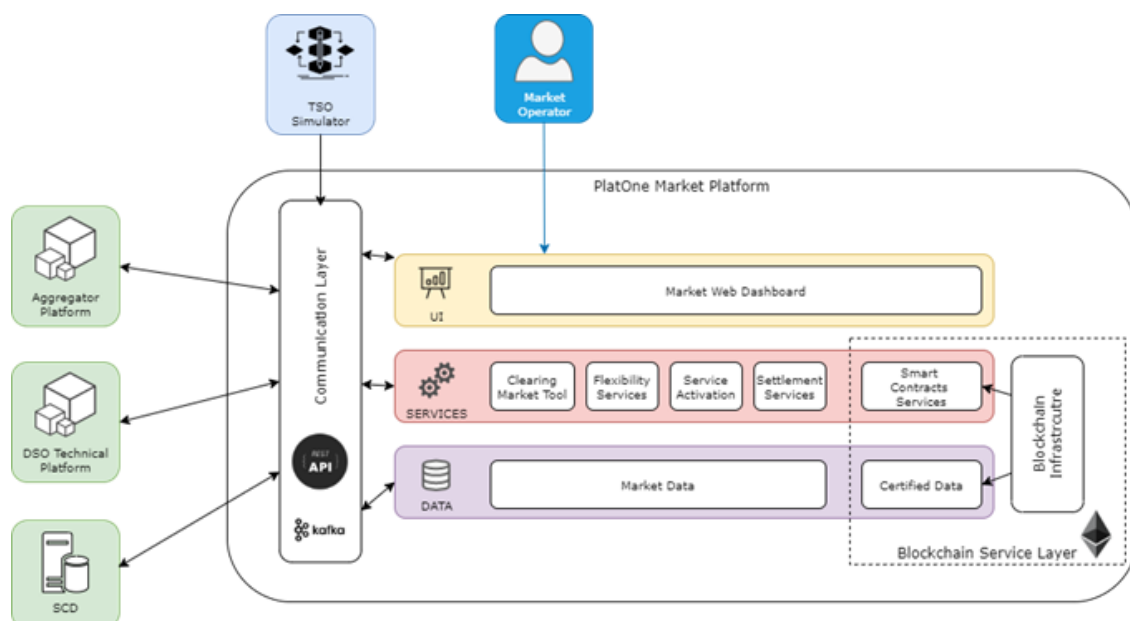 TSO
Simulator
Market
Operator
PlatOne Market Platform
Aggregator
Platform
DSO Technical
Platform
SCD
Communication Layer
REST
API
kafka
UI
Market Web Dashboard
SERVICES
Clearing
Market Tool
Flexibility
Services
Service
Activation
Settlement
Services
Smart
Contracts
Services
DATA
Market Data
Certified Data
Blockchain
Infrastrcutre
Blockchain Service Layer